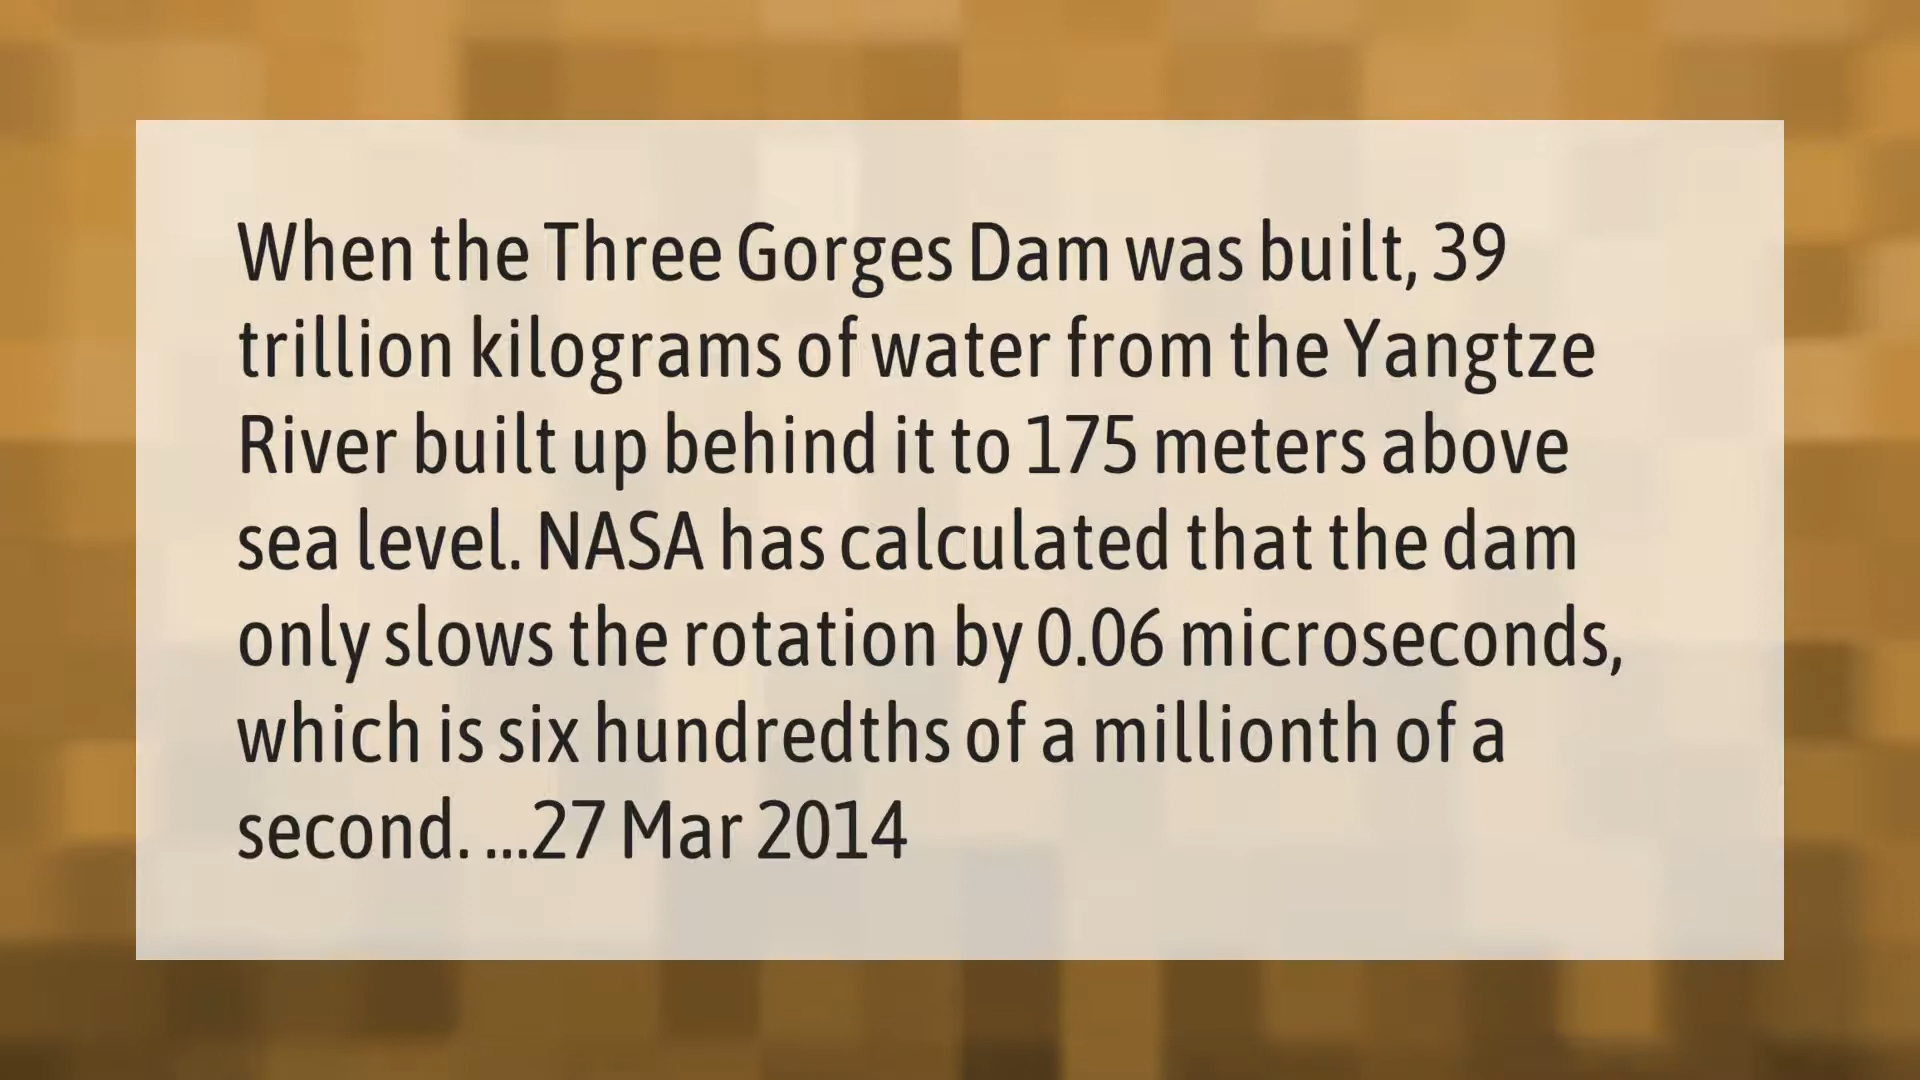 When the Three Gorges Dam was built, 39
trillion kilograms of water from the Yangtze
River built up behind it to 175 meters above
sea level. NASA has calculated that the dam
only slows the rotation by 0.06 microseconds,
which is six hundredths of a millionth of a
second. ...27 Mar 2014